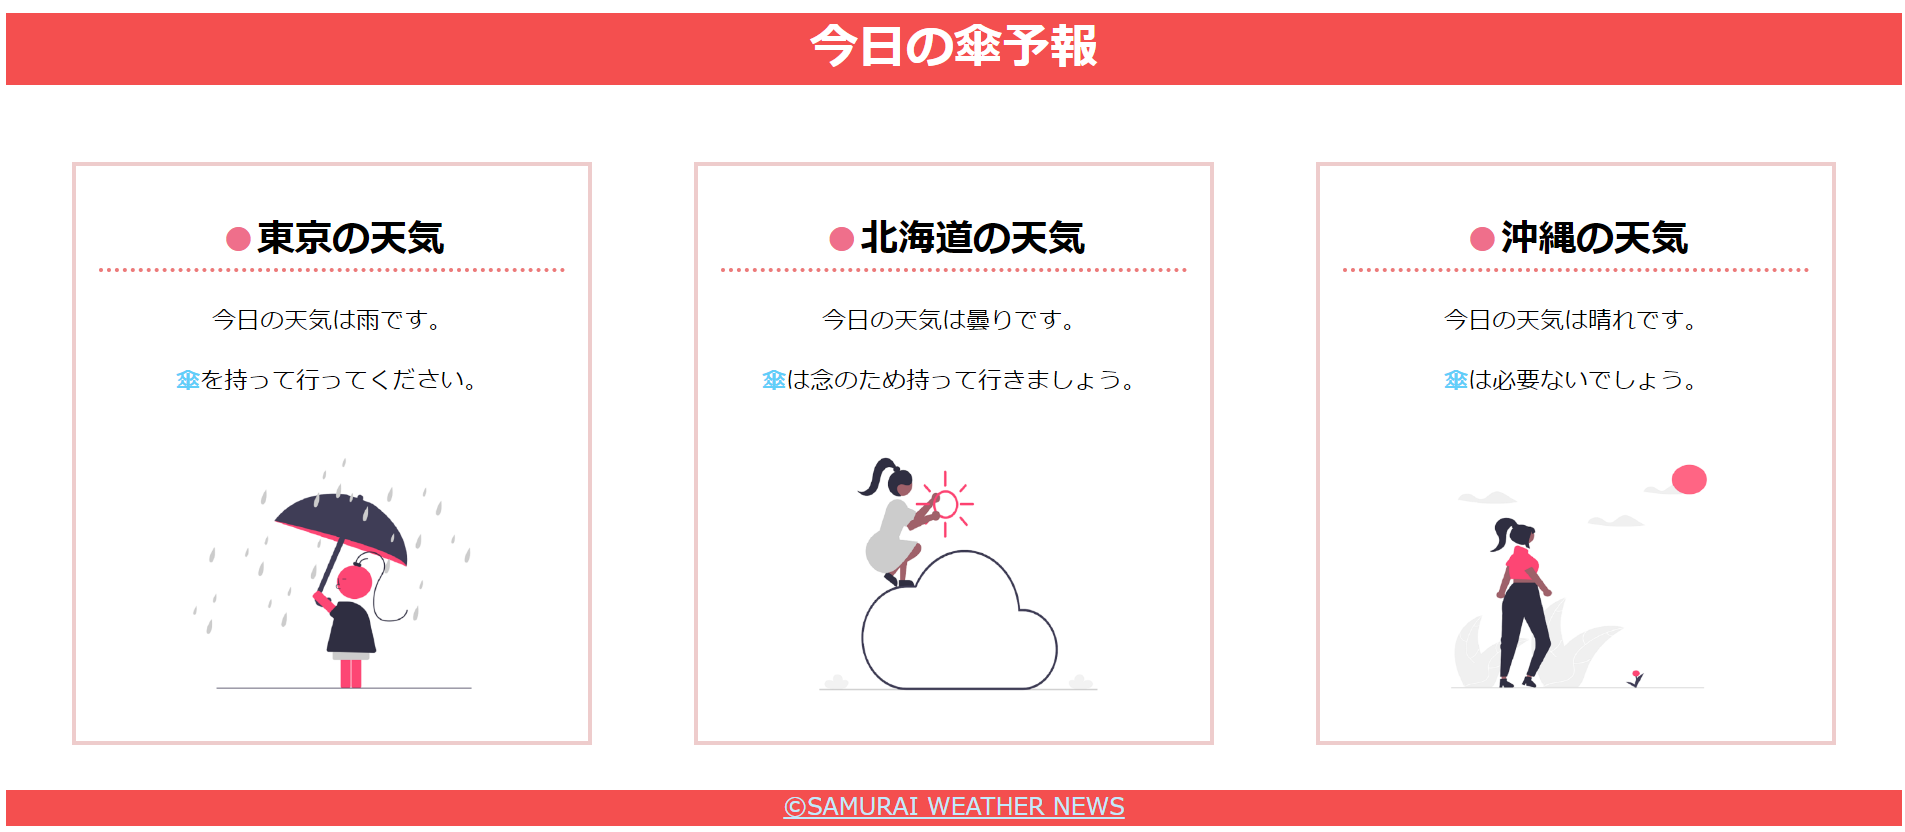 今日の傘予報
●東京の天気
今日の天気は雨です。
傘を持って行ってください。
●北海道の天気
今日の天気は曇りです。
傘は念のため持って行きましょう。
●沖縄の天気
今日の天気は晴れです。
傘は必要ないでしょう。
©SAMURAI WEATHER NEWS